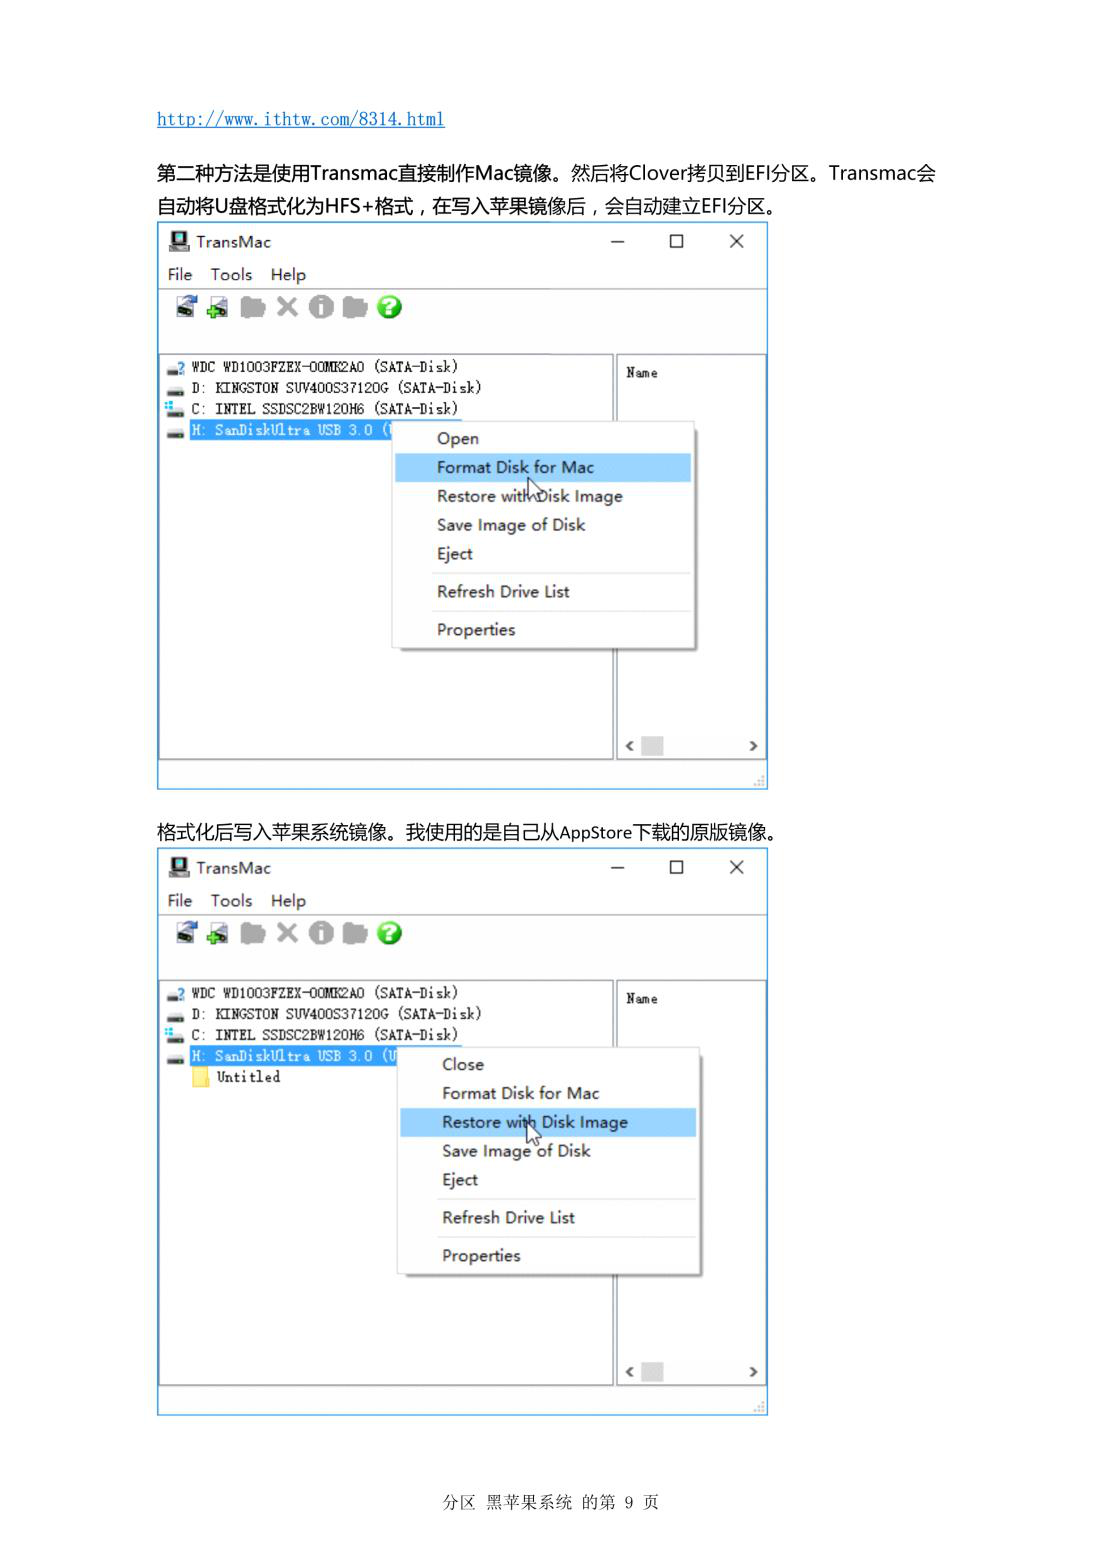 http://www.ithtw.com/8314.html
第二种方法是使用Transmac直接制作Mac镜像。然后将Clover拷贝到EFI分区。Transmac会
自动将U盘格式化为HFS+格式，在写入苹果镜像后，会自动建立EFI分区。
TransMac
File Tools Help
WDC WD1003FZEX-00MK2A0 (SATA-Disk)
Name
D: KINGSTON SUV400S37120G (SATA-Disk)
C: INTEL SSDSC2BW120H6 (SATA-Disk)
H: SanDiskUltra USB 3.0 (U
Open
Format Disk for Mac
Restore with Disk Image
Save Image of Disk
Eject
Refresh Drive List
Properties
格式化后写入苹果系统镜像。我使用的是自己从AppStore下载的原版镜像。
TransMac
File Tools Help
WDC WD1003FZEX-00MK2A0 (SATA-Disk)
Name
D: KINGSTON SUV400S37120G (SATA-Disk)
C: INTEL SSDSC2BW120H6 (SATA-Disk)
H: SanDiskUltra USB 3.0 (U
Untitled
Close
Format Disk for Mac
Restore with Disk Image
Save Image of Disk
Eject
Refresh Drive List
Properties
分区 黑苹果系统 的第 9 页